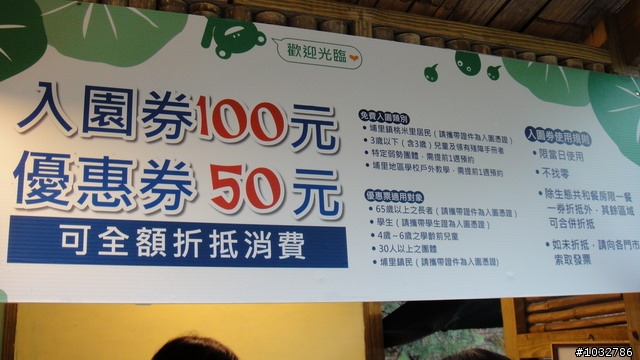 歡迎光臨
入園券100元
優惠券 50 元
可全額折抵消費
免費入園類別
• 埔里鎮桃米里居民（請攜帶證件為入園憑證）
• 3歲以下（含3歲）兒童及領有殘障手冊者
• 特定弱勢團體，需提前1週預約
• 埔里地區學校戶外教學，需提前1週預約
優惠票適用對象
• 65歲以上之長者（請攜帶證件為入園憑證）
• 學生（請攜帶學生證為入園憑證）
• 4歲～6歲之學齡前兒童
• 30人以上之團體
• 埔里鎮民（請攜帶證件為入園憑證）
入園券使用規則
• 限當日使用
• 不找零
• 除生態共和餐房限一餐
一券折抵外，其餘區域
可合併折抵
• 如未折抵，請向各門市
索取發票
#1032786